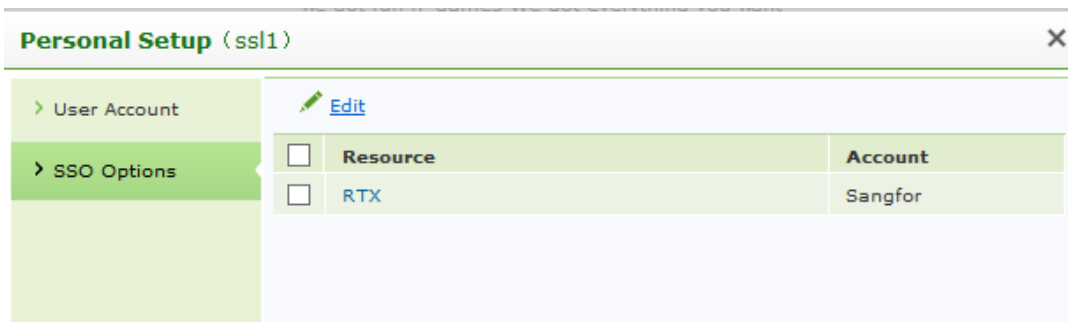 Personal Setup（ssl1）
User Account
SSO Options
Edit
Resource Account
RTX Sangfor